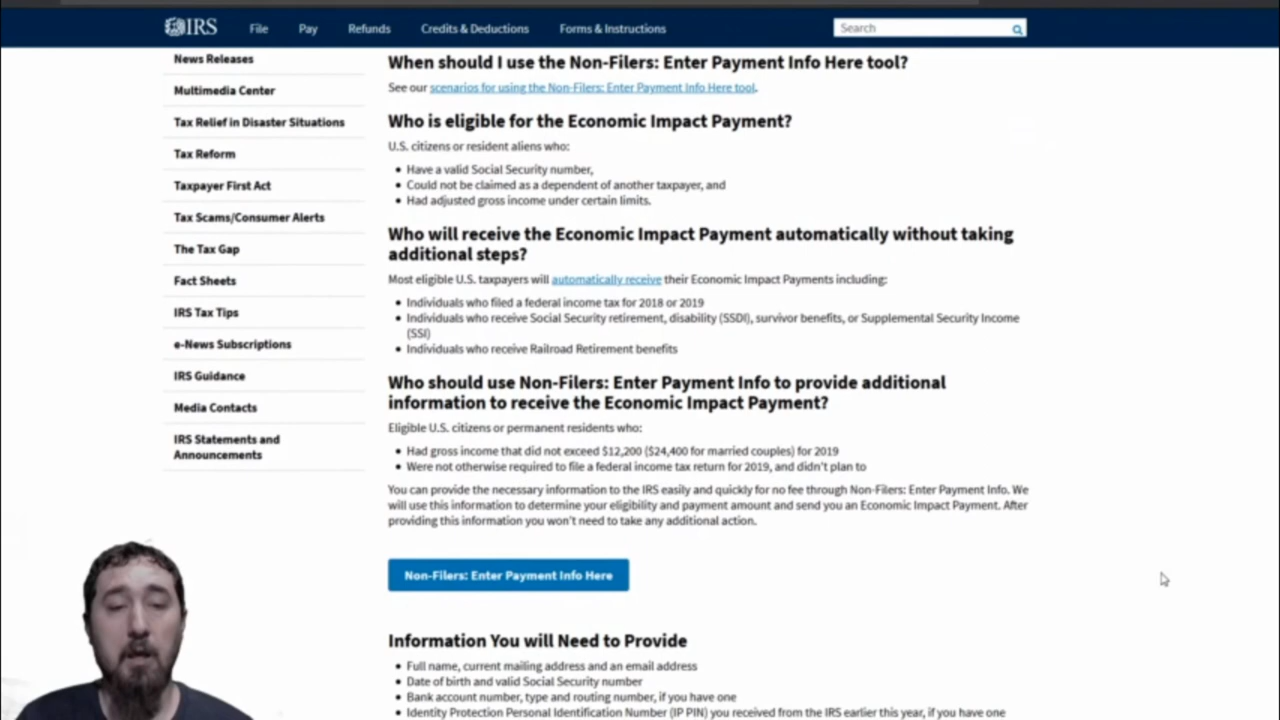 IRS
File
Pay
Refunds
Credits & Deductions
Forms & Instructions
Search
News Releases
Multimedia Center
Tax Relief in Disaster Situations
Tax Reform
Taxpayer First Act
Tax Scams/Consumer Alerts
The Tax Gap
Fact Sheets
IRS Tax Tips
e-News Subscriptions
IRS Guidance
Media Contacts
IRS Statements and
Announcements
When should I use the Non-Filers: Enter Payment Info Here tool?
See our scenarios for using the Non-Filers: Enter Payment Info Here tool.
Who is eligible for the Economic Impact Payment?
U.S. citizens or resident aliens who:
Have a valid Social Security number,
Could not be claimed as a dependent of another taxpayer, and
Had adjusted gross income under certain limits.
Who will receive the Economic Impact Payment automatically without taking
additional steps?
Most eligible U.S. taxpayers will automatically receive their Economic Impact Payments including:
Individuals who filed a federal income tax for 2018 or 2019
Individuals who receive Social Security retirement, disability (SSDI), survivor benefits, or Supplemental Security Income
(SSI)
Individuals who receive Railroad Retirement benefits
Who should use Non-Filers: Enter Payment Info to provide additional
information to receive the Economic Impact Payment?
Eligible U.S. citizens or permanent residents who:
Had gross income that did not exceed $12,200 ($24,400 for married couples) for 2019
Were not otherwise required to file a federal income tax return for 2019, and didn't plan to
You can provide the necessary information to the IRS easily and quickly for no fee through Non-Filers: Enter Payment Info. We
will use this information to determine your eligibility and payment amount and send you an Economic Impact Payment. After
providing this information you won't need to take any additional action.
Non-Filers: Enter Payment Info Here
Information You will Need to Provide
Full name, current mailing address and an email address
Date of birth and valid Social Security number
Bank account number, type and routing number, if you have one
Identity Protection Personal Identification Number (IP PIN) you received from the IRS earlier this year, if you have one